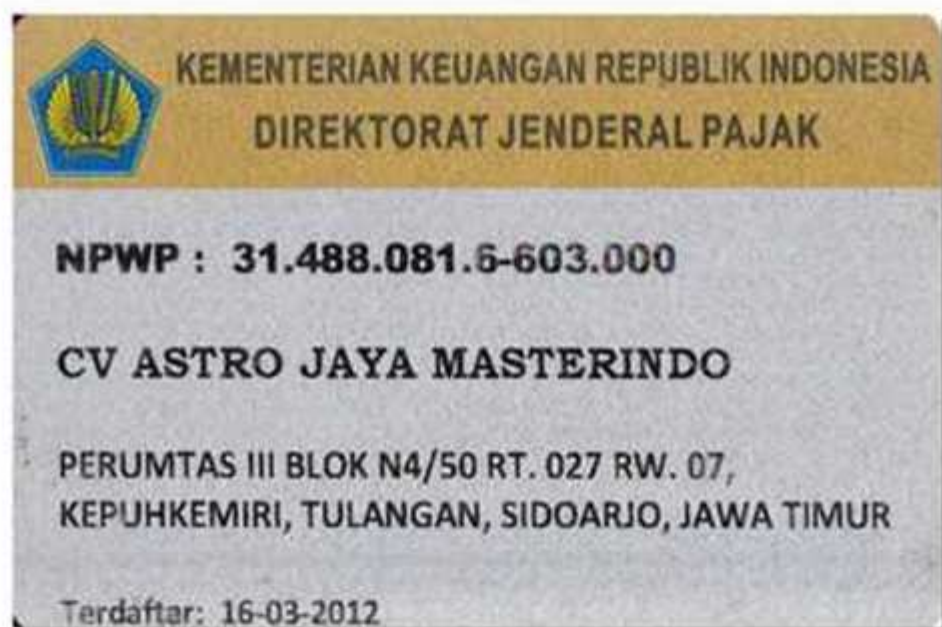 KEMENTERIAN KEUANGAN REPUBLIK INDONESIA
DIREKTORAT JENDERAL PAJAK
NPWP : 31.488.081.6-603.000
CV ASTRO JAYA MASTERINDO
PERUMTAS III BLOK N4/50 RT. 027 RW. 07,
KEPUHKEMIRI, TULANGAN, SIDOARJO, JAWA TIMUR
Terdaftar: 16-03-2012